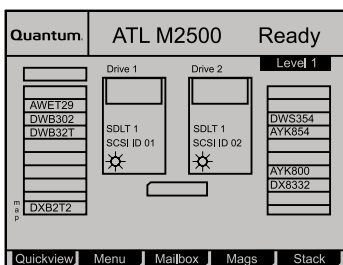 Quantum. ATL M2500 Ready
Level 1
Drive 1 Drive 2
AWET29
DWB302
DWB32T
SDLT 1
SCSI ID 01
SDLT 1
SCSI ID 02
DWS354
AYK854
AYK800
DX8332
map
DXB2T2
Quickview Menu Mailbox Mags Stack